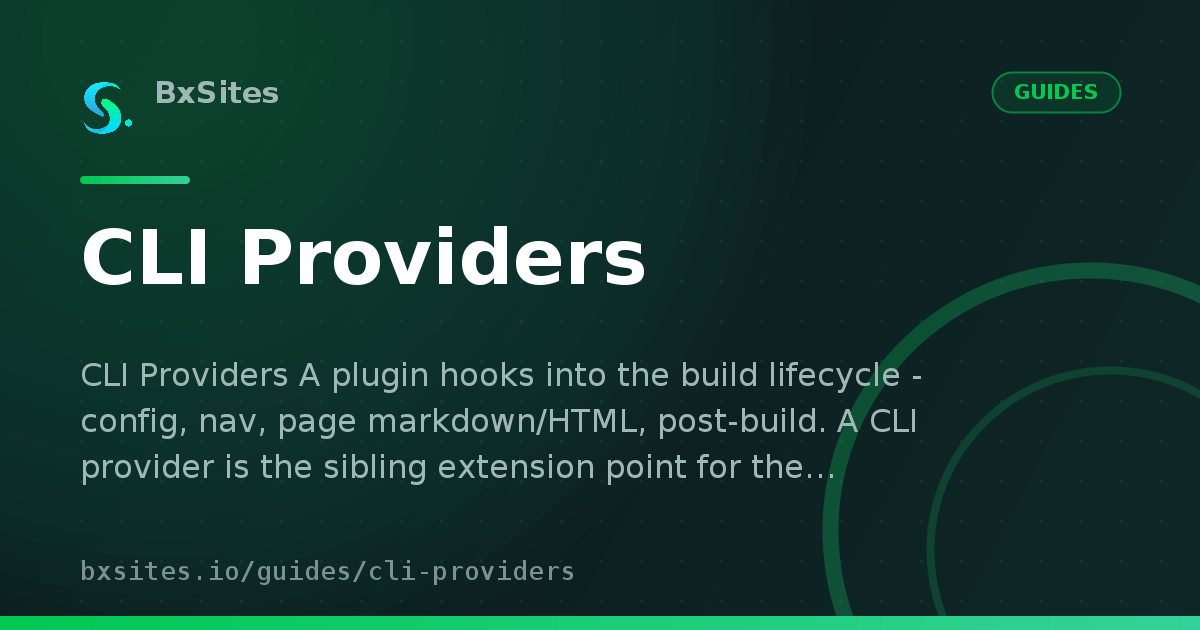 BxSites
GUIDES
CLI Providers
CLI Providers A plugin hooks into the build lifecycle -
config, nav, page markdown/HTML, post-build. A CLI
provider is the sibling extension point for the...
bxsites.io/guides/cli-providers